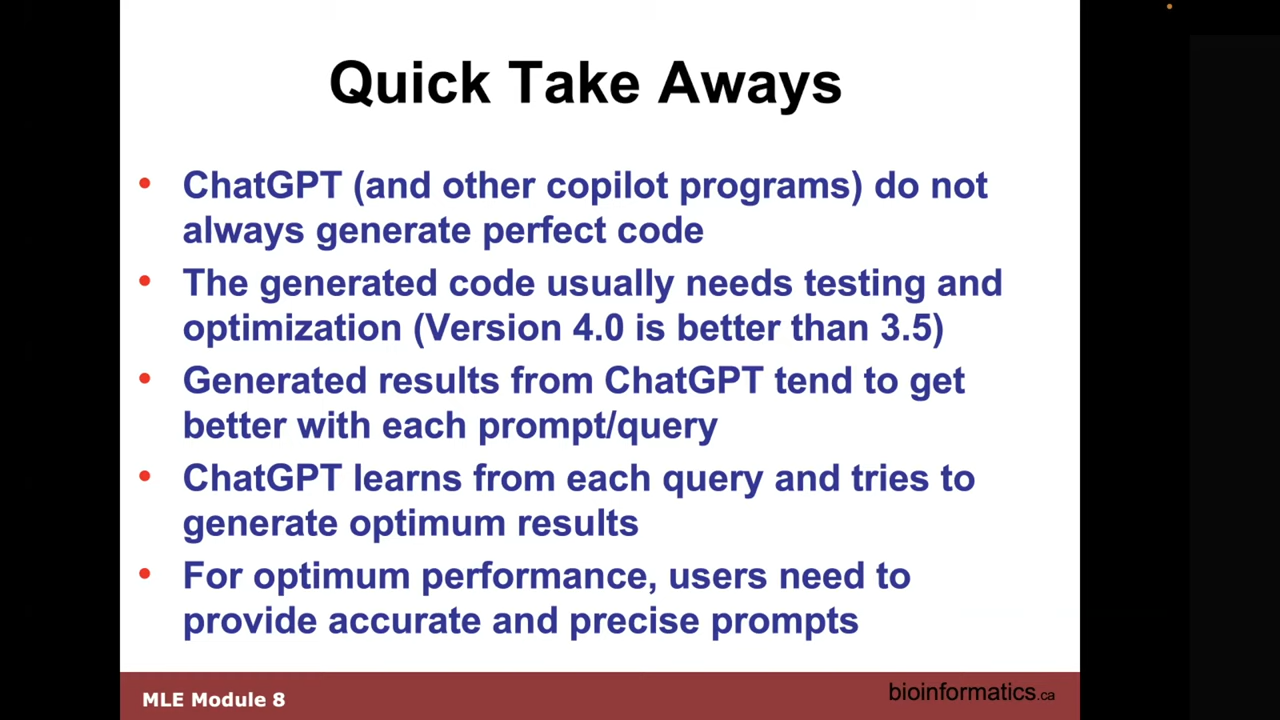 Quick Take Aways
• ChatGPT (and other copilot programs) do not
always generate perfect code
• The generated code usually needs testing and
optimization (Version 4.0 is better than 3.5)
• Generated results from ChatGPT tend to get
better with each prompt/query
• ChatGPT learns from each query and tries to
generate optimum results
• For optimum performance, users need to
provide accurate and precise prompts
MLE Module 8
bioinformatics.ca